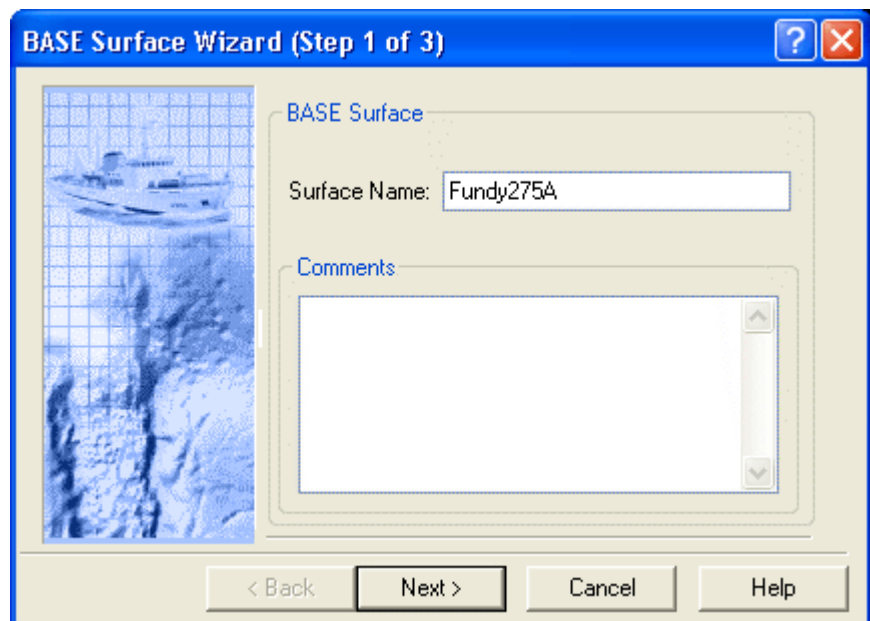 BASE Surface Wizard (Step 1 of 3)
BASE Surface
Surface Name: Fundy275A
Comments
< Back Next > Cancel Help